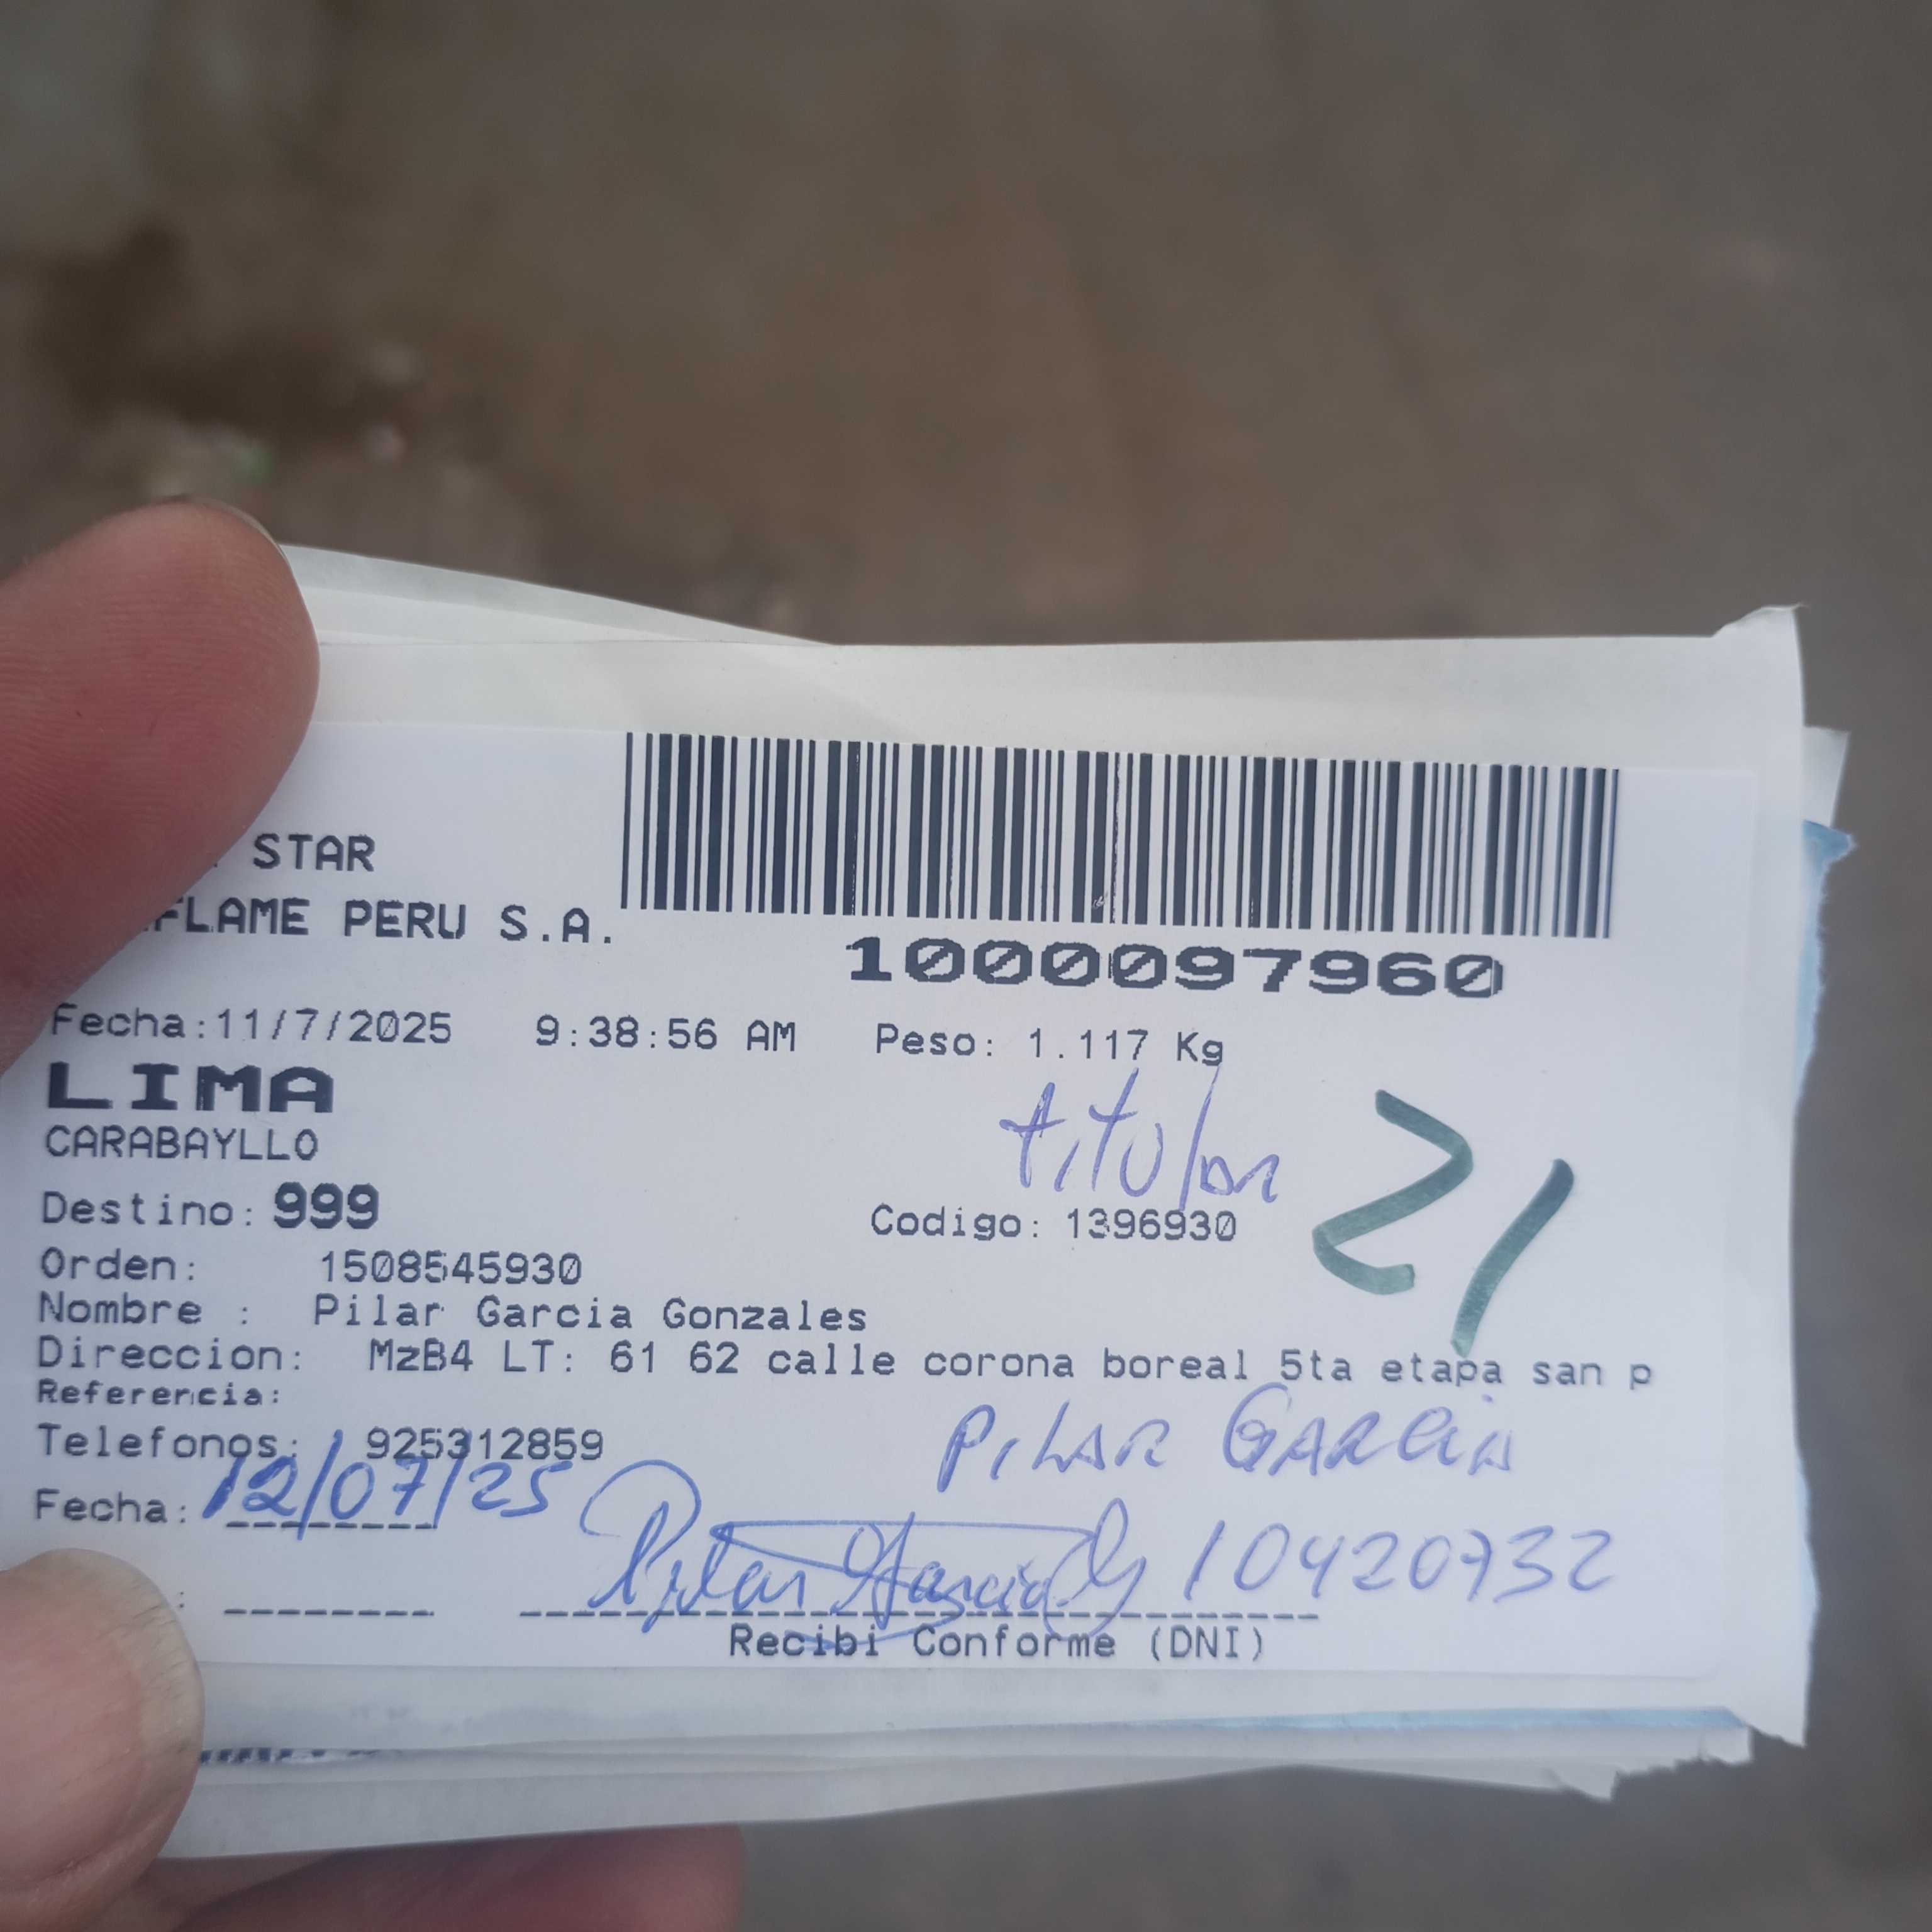 STAR
FLAME PERU S.A.
1000097960
Fecha:11/7/2025 9:38:56 AM Peso: 1.117 Kg
LIMA
CARABAYLLO
titular
21
Destino: 999 Codigo: 1396930
Orden: 1508545930
Nombre : Pilar Garcia Gonzales
Direccion: MzB4 LT: 61 62 calle corona boreal 5ta etapa san p
Referencia:
Telefonos: 925312859
PILAR GARCIA
Fecha: 12/07/25
Pilar Garcia G 10420732
Recibi Conforme (DNI)